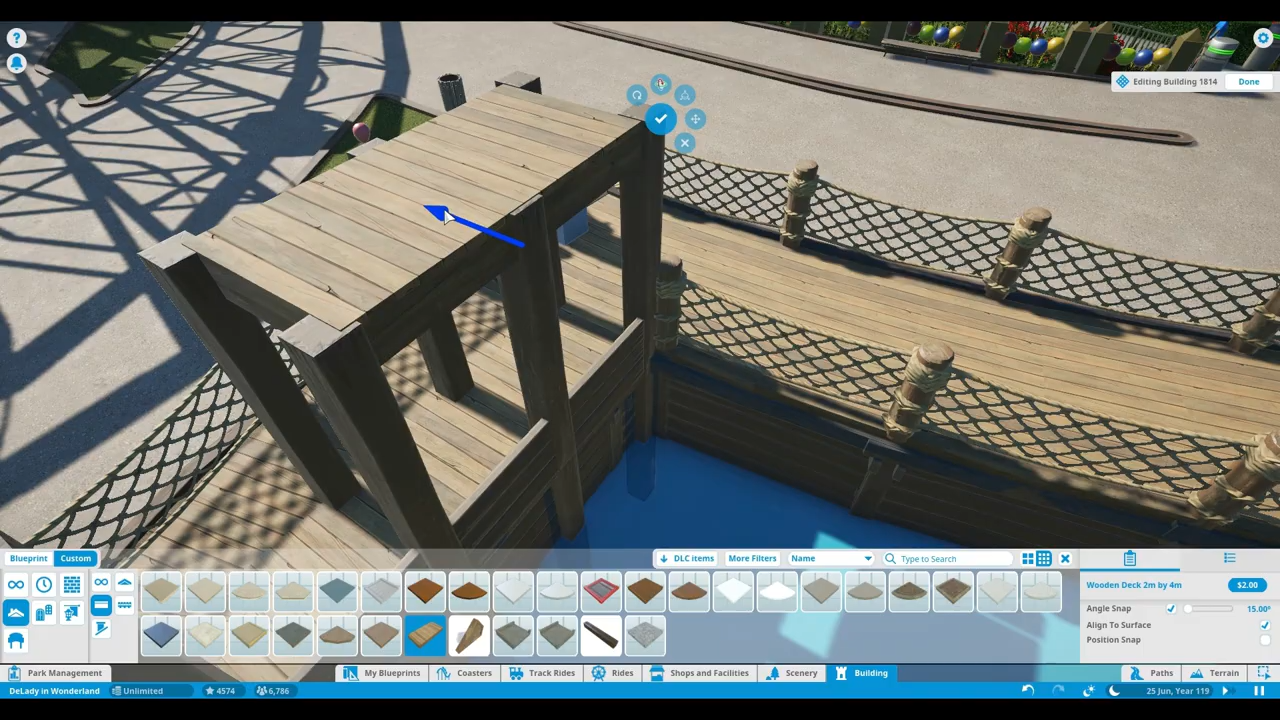 ?
Editing Building 1814 Done
Blueprint Custom
DLC items More Filters Name Type to Search
Wooden Deck 2m by 4m $2.00
Angle Snap 15.00°
Align To Surface
Position Snap
Park Management My Blueprints Coasters Track Rides Rides Shops and Facilities Scenery Building Paths Terrain
DeLady in Wonderland Unlimited 4574 6,786 25 Jun, Year 119